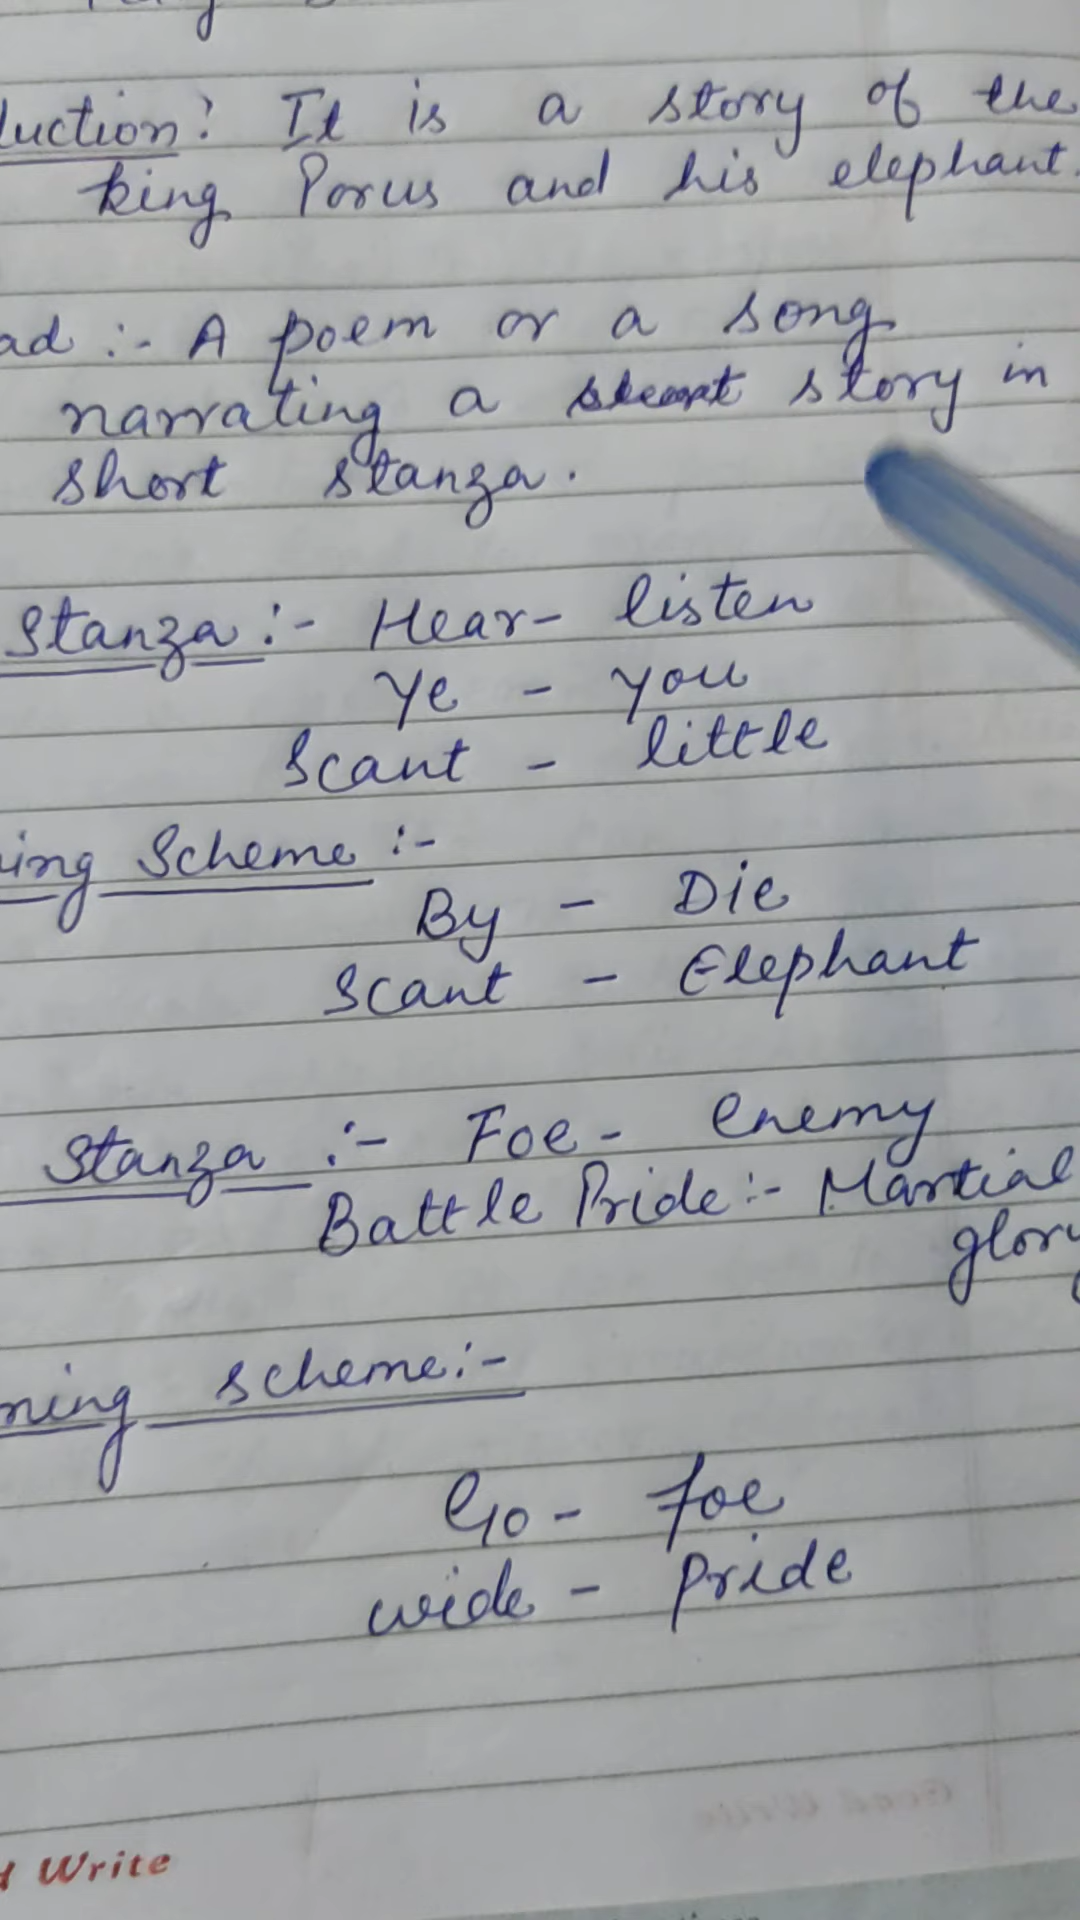 uction: It is a story of the
king Porus and his elephant.
ad :- A poem or a song
narrating a story in
short stanza.
Stanza :- Hear - listen
Ye - You
Scant - little
ing Scheme :-
By - Die
Scant - Elephant
Stanza :- Foe - enemy
Battle Pride :- Martial
glory
ning scheme :-
Go - foe
wide - Pride
Write